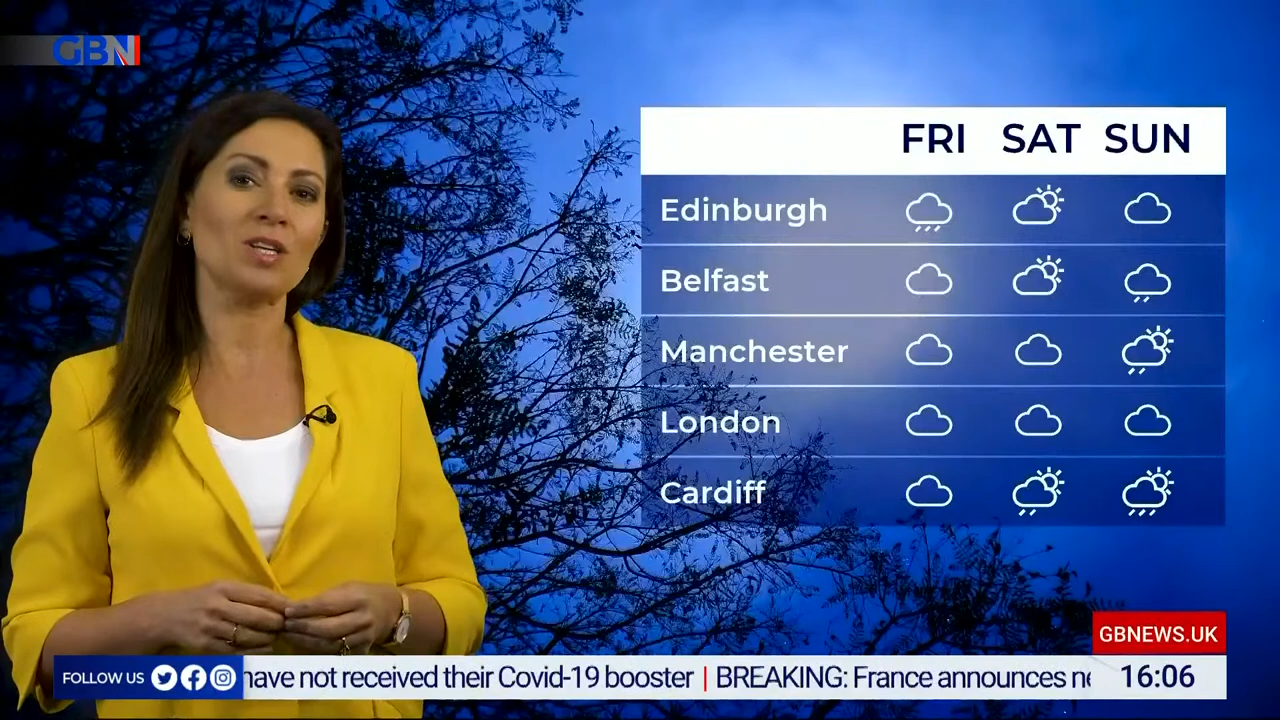 GBN
FRI SAT SUN
Edinburgh
Belfast
Manchester
London
Cardiff
GBNEWS.UK
FOLLOW US have not received their Covid-19 booster | BREAKING: France announces ne 16:06